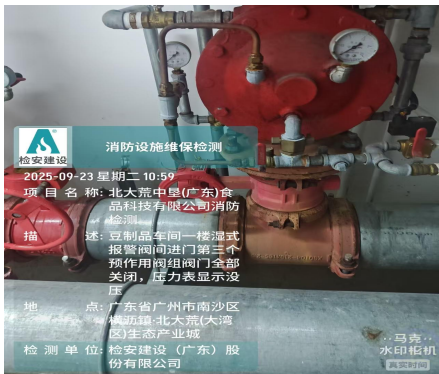 检安建设
消防设施维保检测
2025-09-23 星期二 10:59
项目名称: 北大荒中垦(广东)食
品科技有限公司消防
检测
描述: 豆制品车间一楼湿式
报警阀间进门第三个
预作用阀组阀门全部
关闭，压力表显示没
压
地点: 广东省广州市南沙区
横沥镇·北大荒(大湾
区)生态产业城
检测单位: 检安建设（广东）股
份有限公司
马克
水印相机
真实时间